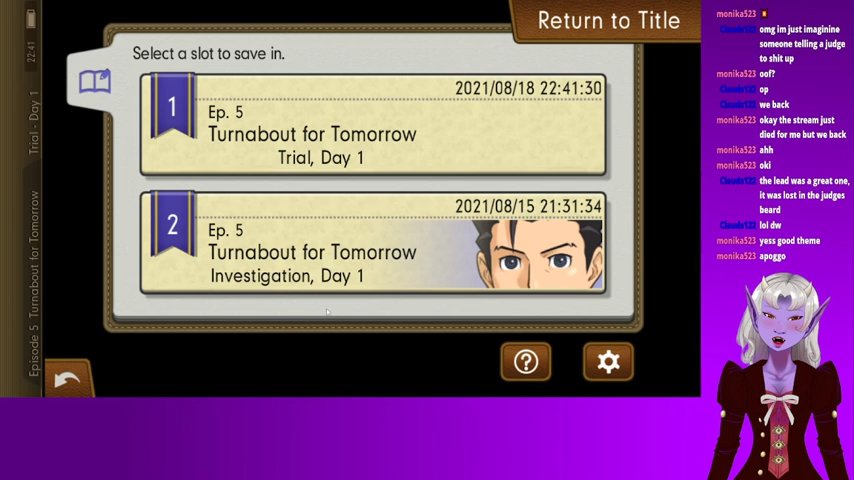 Return to Title
Select a slot to save in.
1
2021/08/18 22:41:30
Ep. 5
Turnabout for Tomorrow
Trial, Day 1
2
2021/08/15 21:31:34
Ep. 5
Turnabout for Tomorrow
Investigation, Day 1
22:41
Trial - Day 1
Episode 5 Turnabout for Tomorrow
monika523
omg im just imagine
someone telling a judge
to shit up
monika523 oof?
op
we back
monika523 okay the stream just
died for me but we back
monika523 ahh
monika523 oki
the lead was a great one,
it was lost in the judges
beard
lol dw
monika523 yess good theme
monika523 apoggo